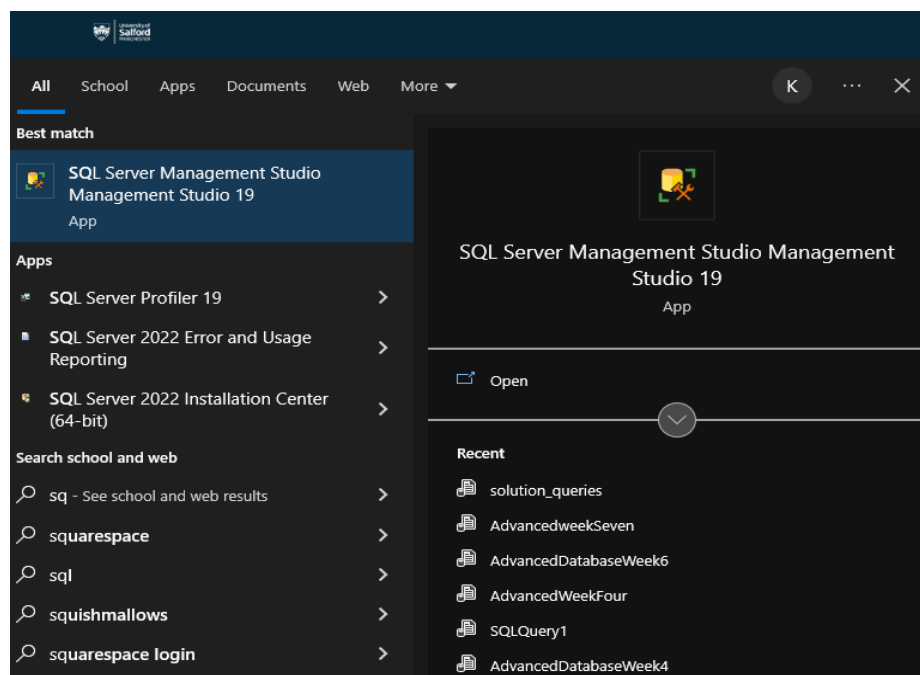 University of
Salford
MANCHESTER
All School Apps Documents Web More K ...
Best match
SQL Server Management Studio
Management Studio 19
App
Apps
SQL Server Profiler 19
SQL Server 2022 Error and Usage
Reporting
SQL Server 2022 Installation Center
(64-bit)
Search school and web
sq - See school and web results
squarespace
sql
squishmallows
squarespace login
SQL Server Management Studio Management
Studio 19
App
Open
Recent
solution_queries
AdvancedweekSeven
AdvancedDatabaseWeek6
AdvancedWeekFour
SQLQuery1
AdvancedDatabaseWeek4